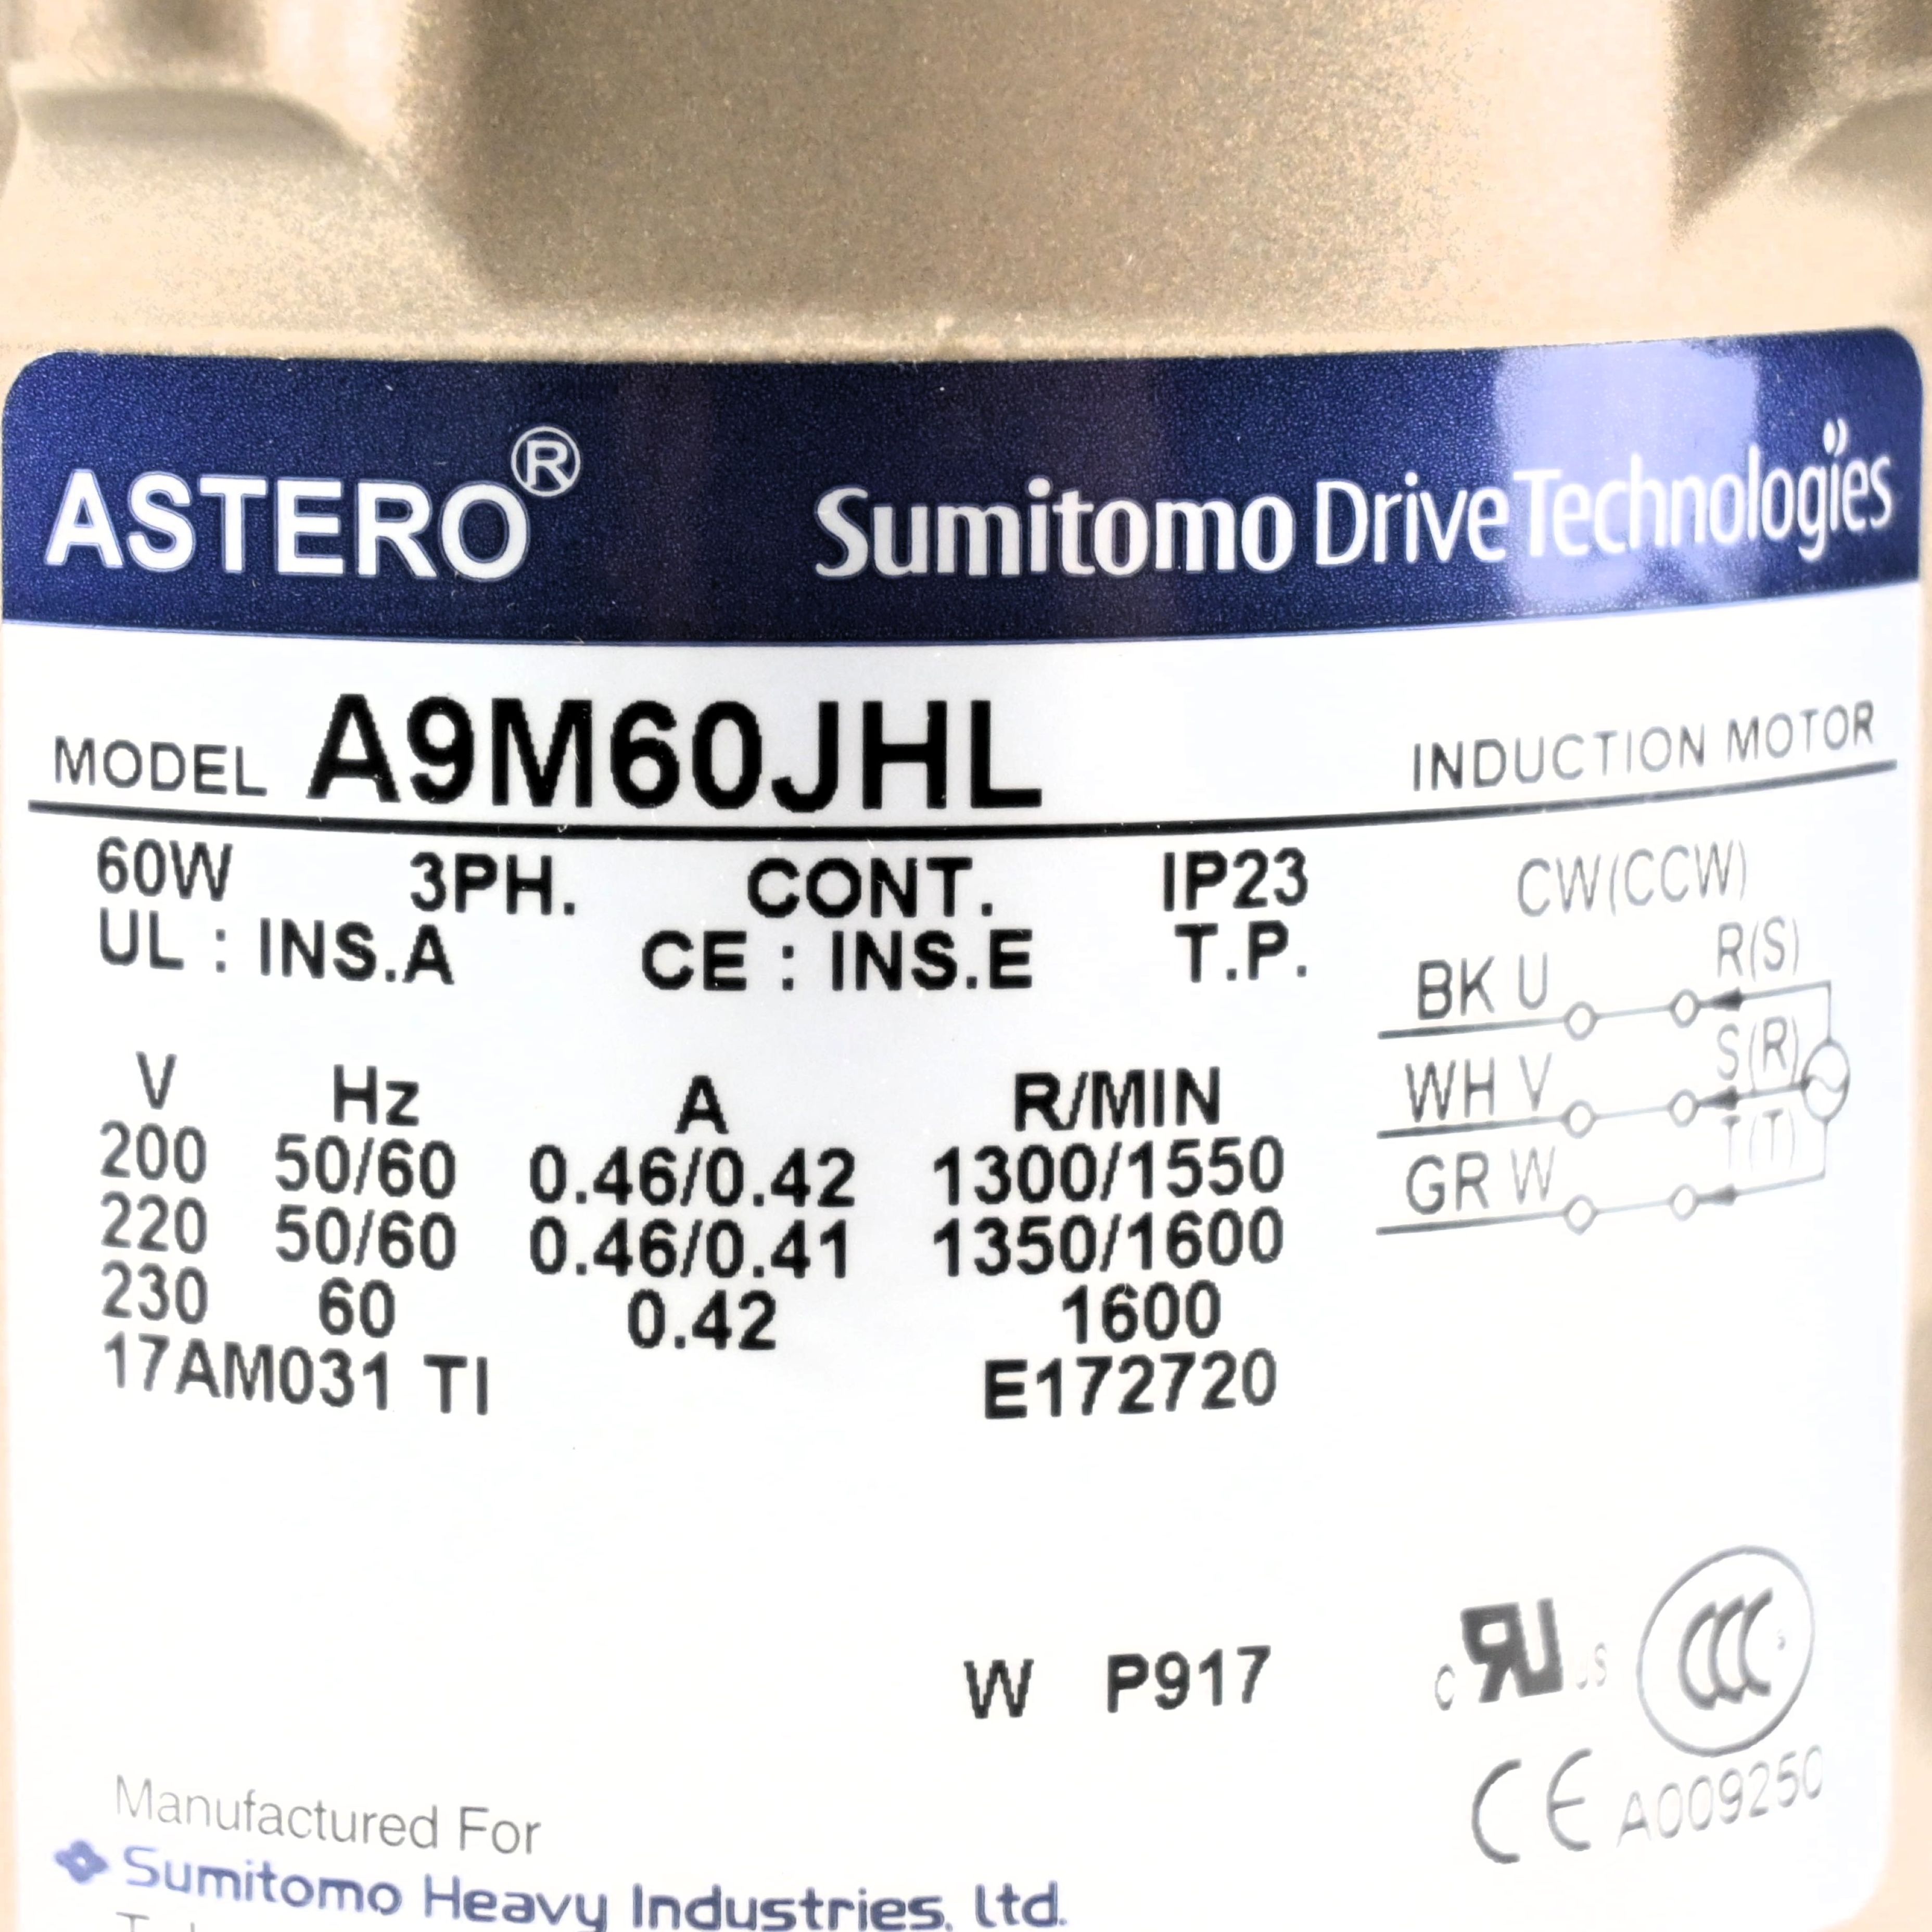 ASTERO® Sumitomo Drive Technologies
MODEL A9M60JHL INDUCTION MOTOR
60W 3PH. CONT. IP23
UL : INS.A CE : INS.E T.P.
CW(CCW)
BK U R(S)
WH V S(R)
GR W T(T)
V Hz A R/MIN
200 50/60 0.46/0.42 1300/1550
220 50/60 0.46/0.41 1350/1600
230 60 0.42 1600
17AM031 TI E172720
W P917
c RU US CCC S
CE A009250
Manufactured For
Sumitomo Heavy Industries, Ltd.